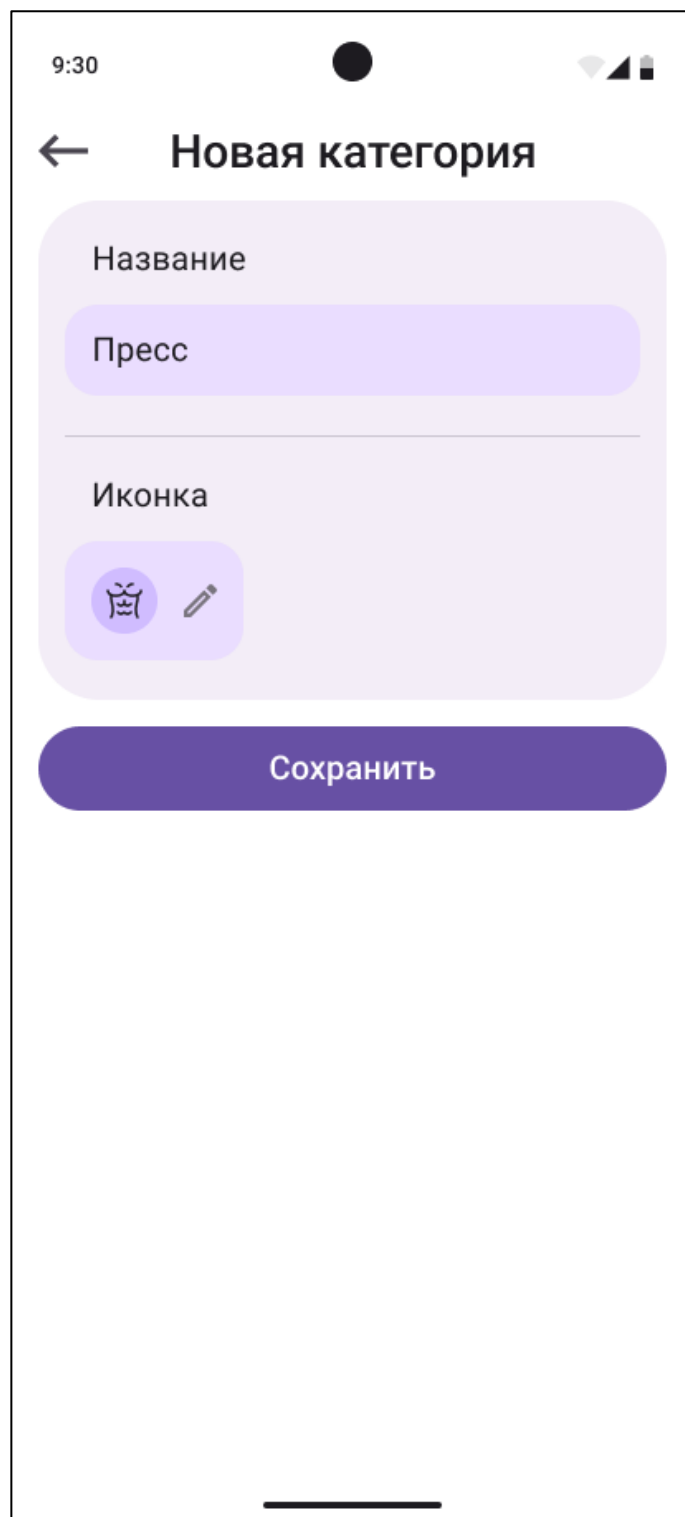 9:30
Новая категория
Название
Пресс
Иконка
Сохранить